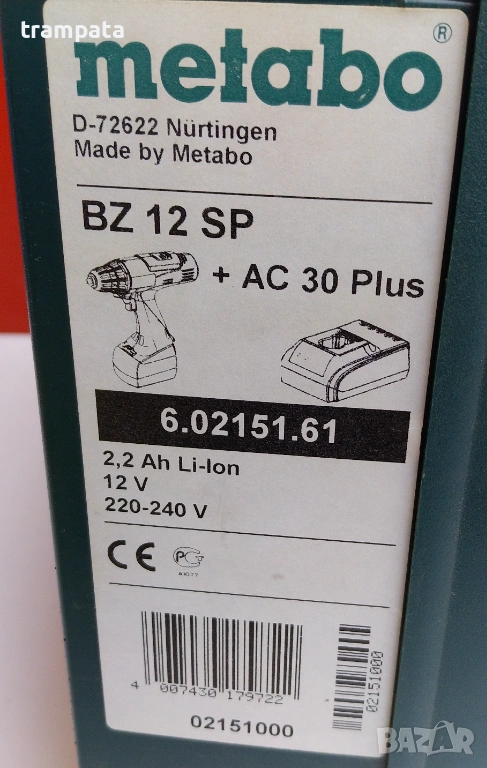 trampata
metabo®
D-72622 Nürtingen
Made by Metabo
BZ 12 SP
+ AC 30 Plus
6.02151.61
2,2 Ah Li-Ion
12 V
220-240 V
CE
4 007430 179722
02151000
02151000
BAZAR